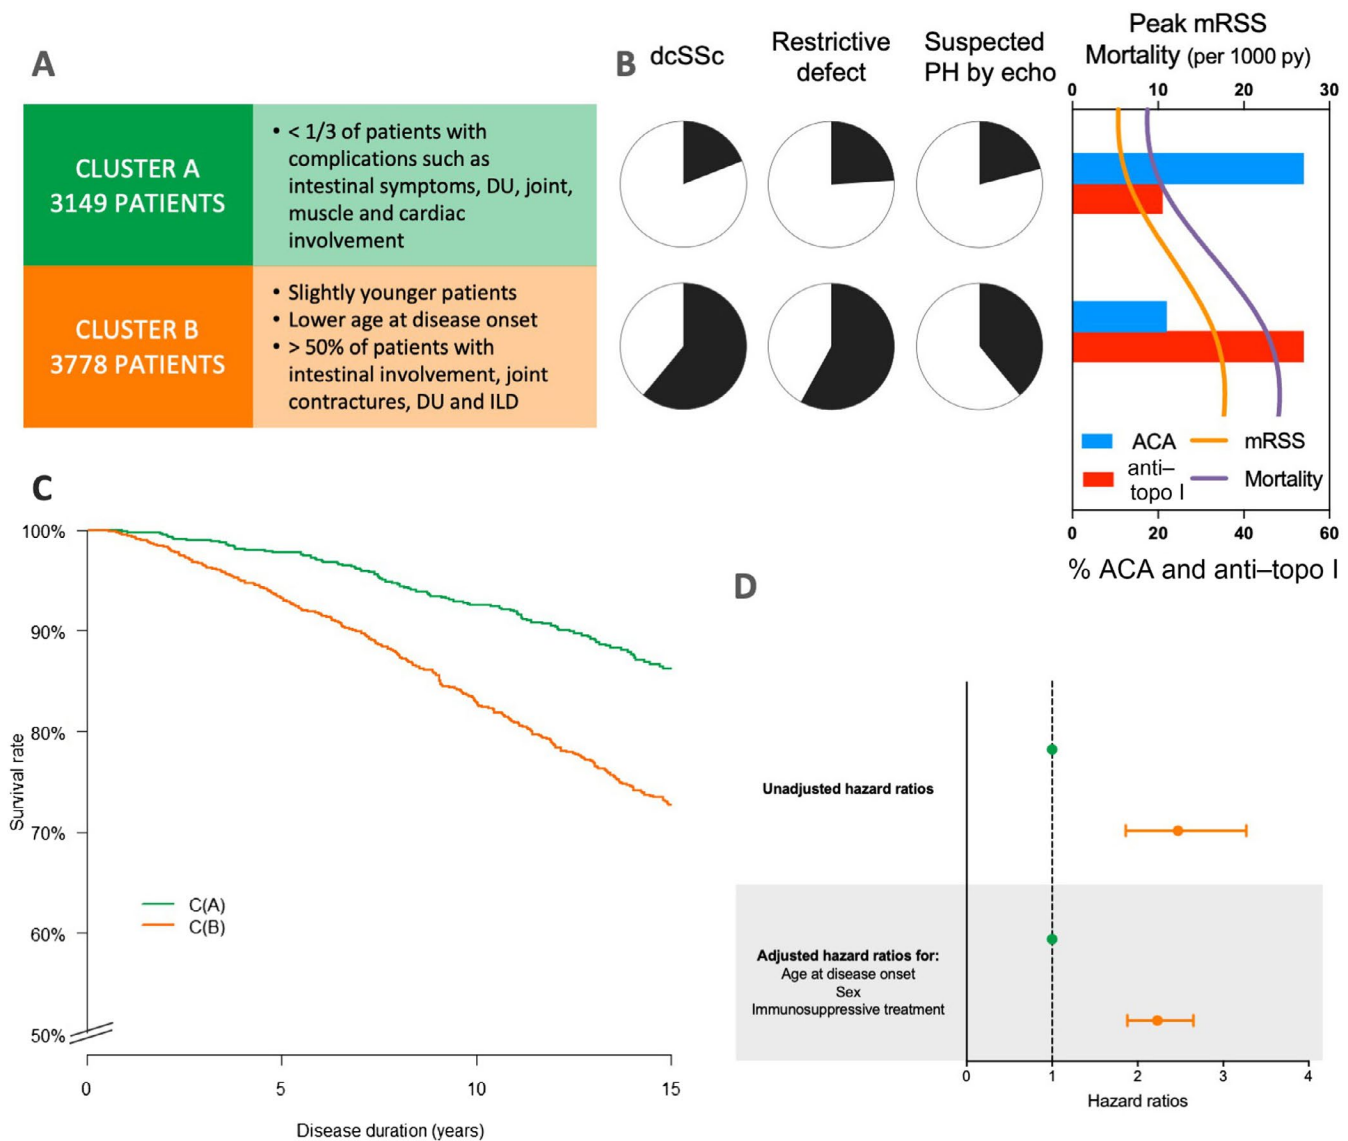 A
CLUSTER A
3149 PATIENTS
• < 1/3 of patients with
complications such as
intestinal symptoms, DU, joint,
muscle and cardiac
involvement
CLUSTER B
3778 PATIENTS
• Slightly younger patients
• Lower age at disease onset
• > 50% of patients with
intestinal involvement, joint
contractures, DU and ILD
B
dcSSc
Restrictive
defect
Suspected
PH by echo
Peak mRSS
Mortality (per 1000 py)
0 10 20 30
ACA
mRSS
anti–
topo I
Mortality
0 20 40 60
% ACA and anti–topo I
C
100%
90%
80%
70%
60%
50%
Survival rate
C(A)
C(B)
0 5 10 15
Disease duration (years)
D
Unadjusted hazard ratios
Adjusted hazard ratios for:
Age at disease onset
Sex
Immunosuppressive treatment
0 1 2 3 4
Hazard ratios